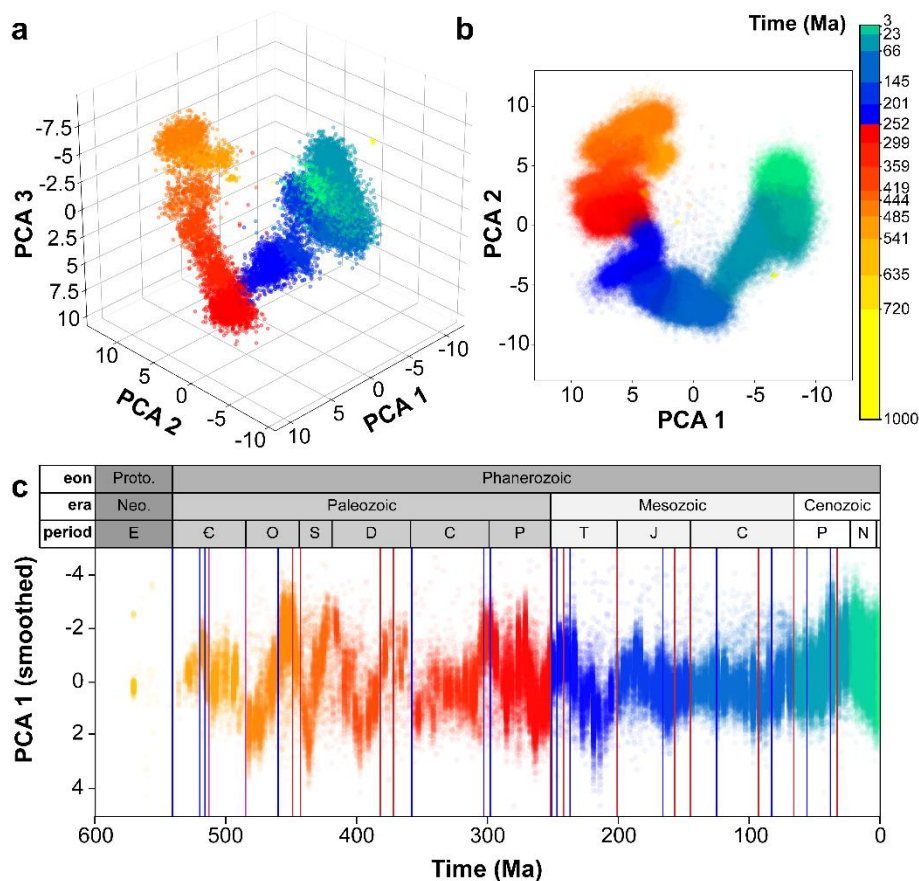 a
-7.5
-5
-2.5
0
2.5
5
7.5
10
PCA 3
10
5
0
-5
-10
PCA 2
10
5
0
-5
-10
PCA 1
b
Time (Ma)
10
5
0
-5
-10
PCA 2
10 5 0 -5 -10
PCA 1
3
23
66
145
201
252
299
359
419
444
485
541
635
720
1000
c
eon Proto. Phanerozoic
era Neo. Paleozoic Mesozoic Cenozoic
period E Ꞓ O S D C P T J C P N
-4
-2
0
2
4
PCA 1 (smoothed)
600 500 400 300 200 100 0
Time (Ma)